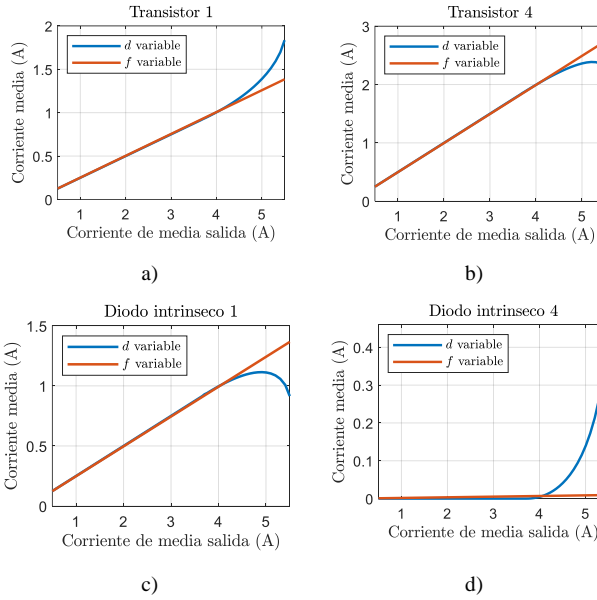 Transistor 1
2
1.5
1
0.5
0
Corriente media (A)
d variable
f variable
1 2 3 4 5
Corriente de media salida (A)
a)
Transistor 4
3
2
1
0
Corriente media (A)
d variable
f variable
1 2 3 4 5
Corriente de media salida (A)
b)
Diodo intrinseco 1
1.5
1
0.5
0
Corriente media (A)
d variable
f variable
1 2 3 4 5
Corriente de media salida (A)
c)
Diodo intrinseco 4
0.4
0.3
0.2
0.1
0
Corriente media (A)
d variable
f variable
1 2 3 4 5
Corriente de media salida (A)
d)